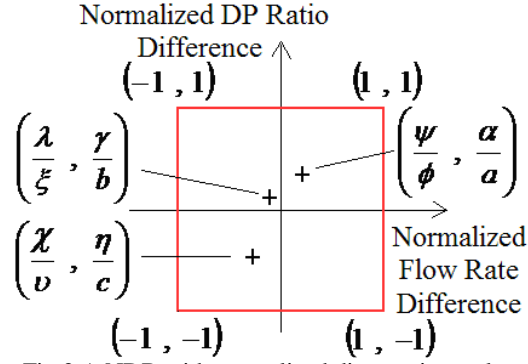 Normalized DP Ratio
Difference
(-1 , 1) (1 , 1)
(λ/ξ , γ/b) (ψ/ϕ , α/a)
(χ/υ , η/c)
Normalized
Flow Rate
Difference
(-1 , -1) (1 , -1)